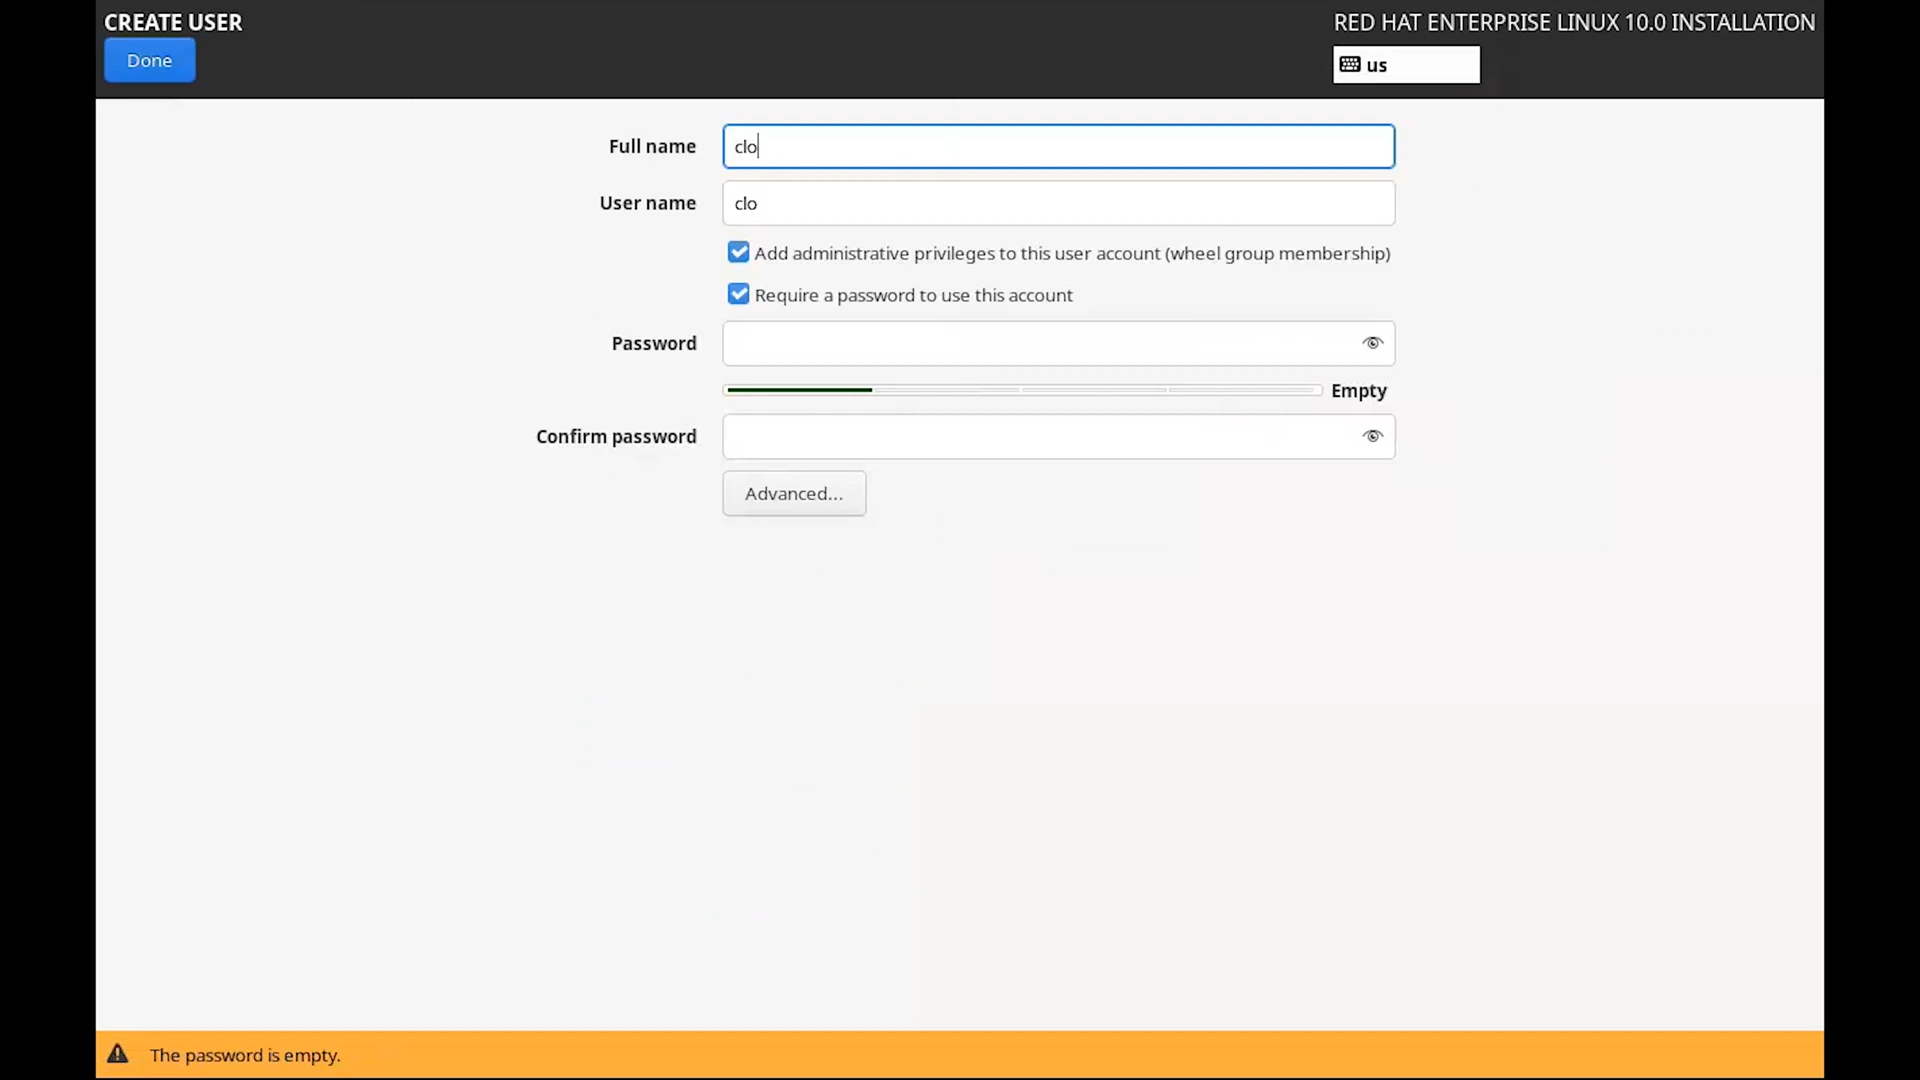 CREATE USER
RED HAT ENTERPRISE LINUX 10.0 INSTALLATION
Done
us
Full name
clo
User name
clo
Add administrative privileges to this user account (wheel group membership)
Require a password to use this account
Password
Empty
Confirm password
Advanced...
The password is empty.